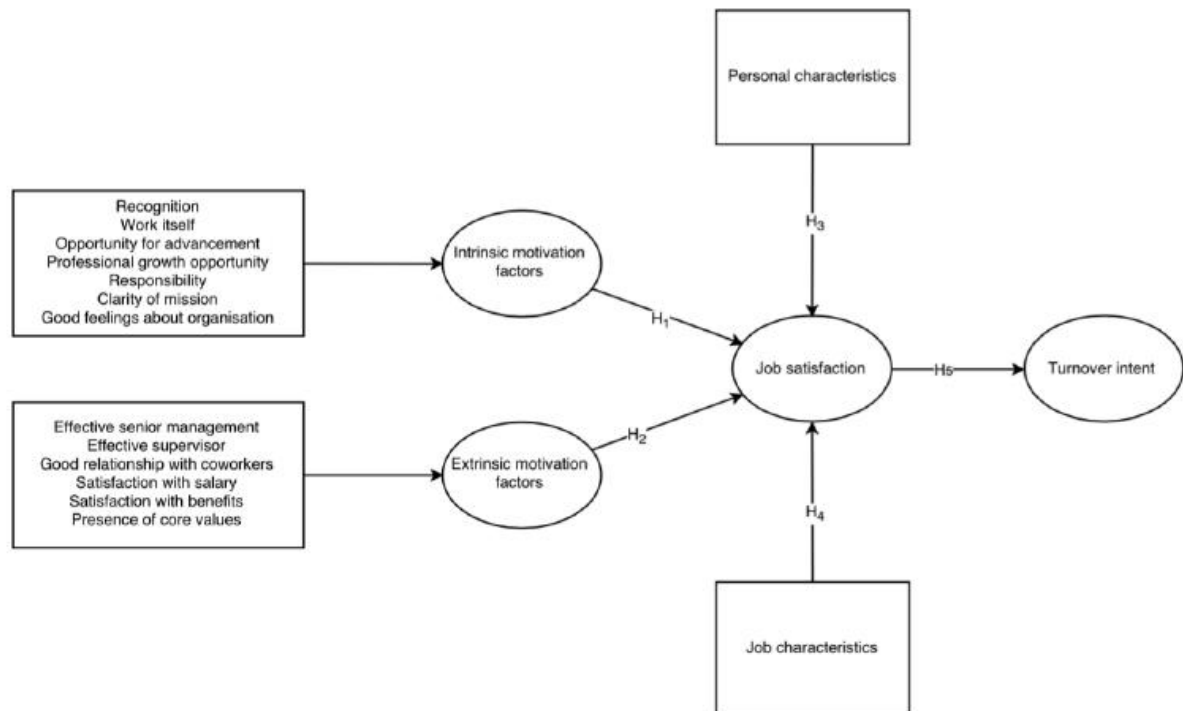 Personal characteristics
H₃
Recognition
Work itself
Opportunity for advancement
Professional growth opportunity
Responsibility
Clarity of mission
Good feelings about organisation
Intrinsic motivation
factors
H₁
Job satisfaction
H₅
Turnover intent
Effective senior management
Effective supervisor
Good relationship with coworkers
Satisfaction with salary
Satisfaction with benefits
Presence of core values
Extrinsic motivation
factors
H₂
H₄
Job characteristics